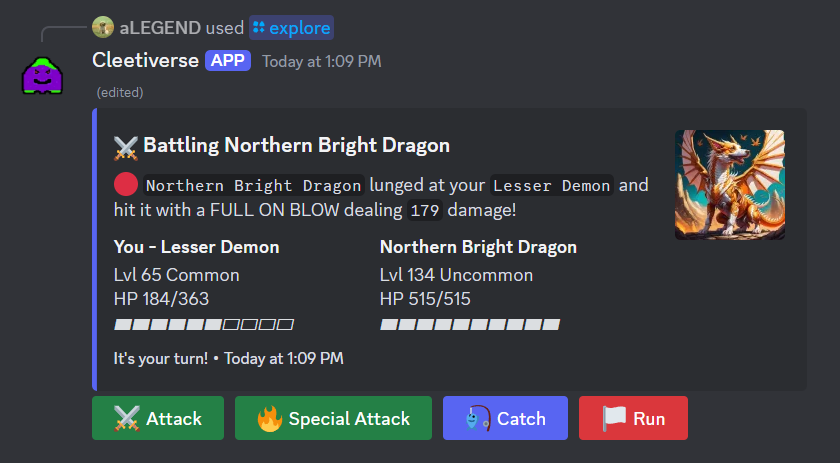 aLEGEND used explore
Cleetiverse APP Today at 1:09 PM
(edited)
Battling Northern Bright Dragon
Northern Bright Dragon lunged at your Lesser Demon and
hit it with a FULL ON BLOW dealing 179 damage!
You - Lesser Demon
Lvl 65 Common
HP 184/363
Northern Bright Dragon
Lvl 134 Uncommon
HP 515/515
It's your turn! • Today at 1:09 PM
Attack Special Attack Catch Run